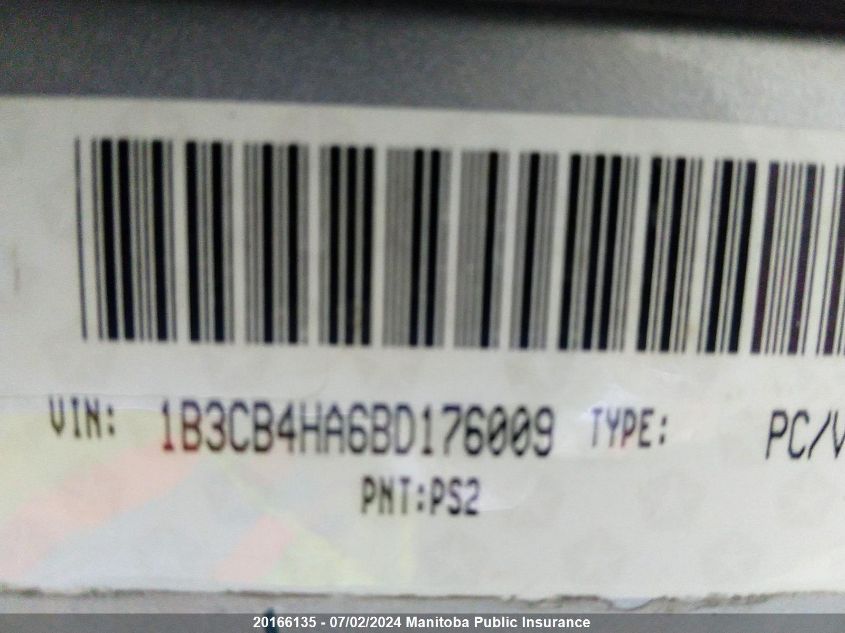 VIN: 1B3CB4HA6BD176009 TYPE: PC/V
PNT:PS2
20166135 - 07/02/2024 Manitoba Public Insurance